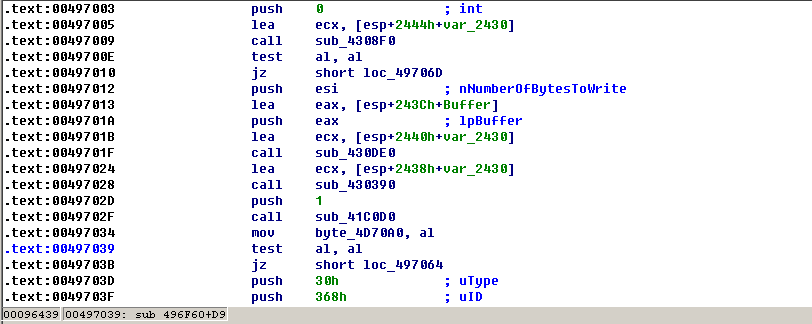 .text:00497003 push 0 ; int
.text:00497005 lea ecx, [esp+2444h+var_2430]
.text:00497009 call sub_4308F0
.text:0049700E test al, al
.text:00497010 jz short loc_49706D
.text:00497012 push esi ; nNumberOfBytesToWrite
.text:00497013 lea eax, [esp+243Ch+Buffer]
.text:0049701A push eax ; lpBuffer
.text:0049701B lea ecx, [esp+2440h+var_2430]
.text:0049701F call sub_430DE0
.text:00497024 lea ecx, [esp+2438h+var_2430]
.text:00497028 call sub_430390
.text:0049702D push 1
.text:0049702F call sub_41C0D0
.text:00497034 mov byte_4D70A0, al
.text:00497039 test al, al
.text:0049703B jz short loc_497064
.text:0049703D push 30h ; uType
.text:0049703F push 368h ; uID
00096439 00497039: sub_496F60+D9